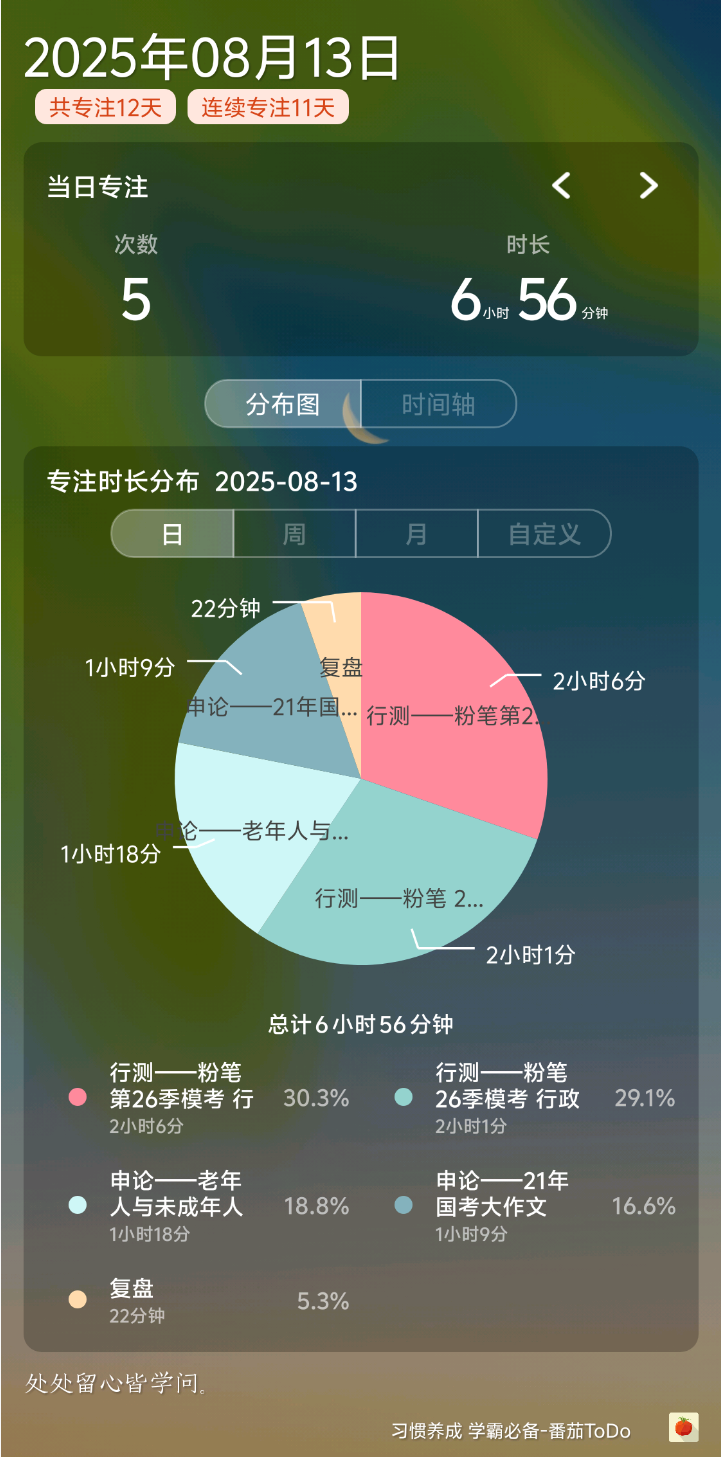 2025年08月13日
共专注12天 连续专注11天
当日专注
次数 时长
5 6小时56分钟
分布图 时间轴
专注时长分布 2025-08-13
日 周 月 自定义
22分钟
1小时9分
复盘
2小时6分
申论——21年国...
行测——粉笔第2.
申论——老年人与...
1小时18分
行测——粉笔 2...
2小时1分
总计6小时56分钟
行测——粉笔
第26季模考 行
30.3%
2小时6分
行测——粉笔
26季模考 行政
29.1%
2小时1分
申论——老年
人与未成年人
18.8%
1小时18分
申论——21年
国考大作文
16.6%
1小时9分
复盘
5.3%
22分钟
处处留心皆学问。
习惯养成 学霸必备-番茄ToDo